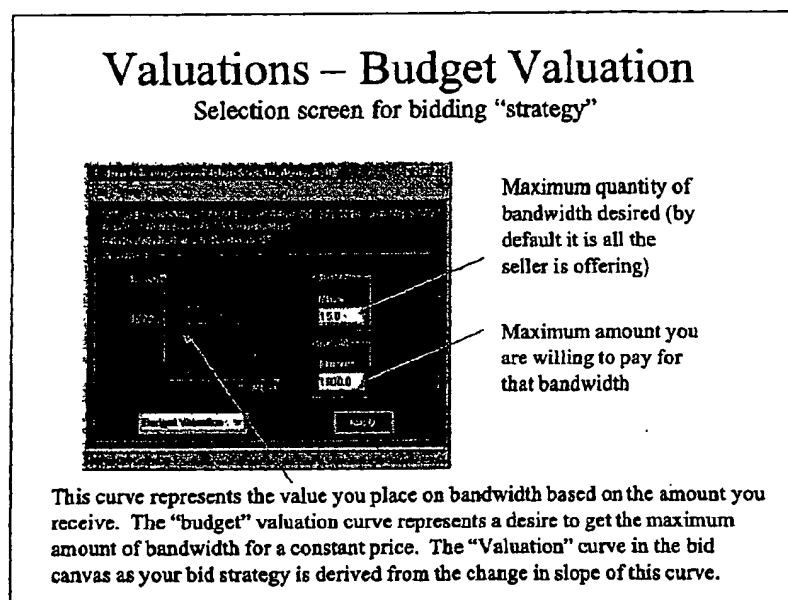 Valuations – Budget Valuation
Selection screen for bidding “strategy”
Maximum quantity of
bandwidth desired (by
default it is all the
seller is offering)
15.0
Maximum amount you
are willing to pay for
that bandwidth
Budget Valuation
This curve represents the value you place on bandwidth based on the amount you
receive. The “budget” valuation curve represents a desire to get the maximum
amount of bandwidth for a constant price. The “Valuation” curve in the bid
canvas as your bid strategy is derived from the change in slope of this curve.